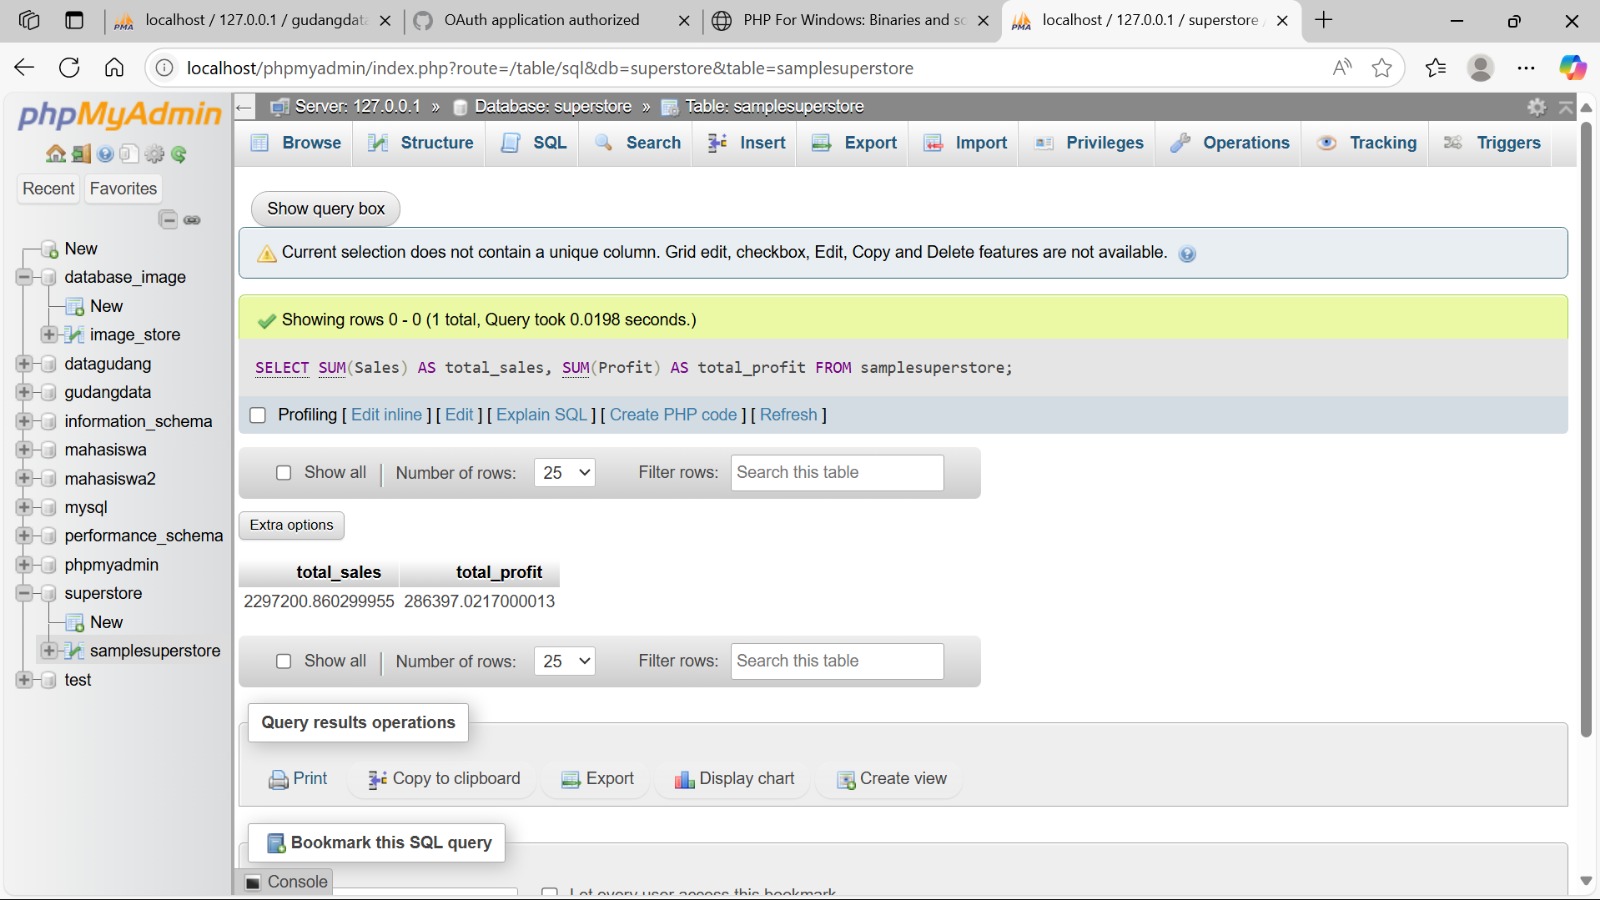 localhost / 127.0.0.1 / gudangdata
OAuth application authorized
PHP For Windows: Binaries and so
localhost / 127.0.0.1 / superstore /
localhost/phpmyadmin/index.php?route=/table/sql&db=superstore&table=samplesuperstore
phpMyAdmin
Recent Favorites
New
database_image
New
image_store
datagudang
gudangdata
information_schema
mahasiswa
mahasiswa2
mysql
performance_schema
phpmyadmin
superstore
New
samplesuperstore
test
Server: 127.0.0.1 » Database: superstore » Table: samplesuperstore
Browse Structure SQL Search Insert Export Import Privileges Operations Tracking Triggers
Show query box
Current selection does not contain a unique column. Grid edit, checkbox, Edit, Copy and Delete features are not available.
Showing rows 0 - 0 (1 total, Query took 0.0198 seconds.)
SELECT SUM(Sales) AS total_sales, SUM(Profit) AS total_profit FROM samplesuperstore;
Profiling [ Edit inline ] [ Edit ] [ Explain SQL ] [ Create PHP code ] [ Refresh ]
Show all | Number of rows: 25 Filter rows: Search this table
Extra options
total_sales total_profit
2297200.860299955 286397.0217000013
Show all | Number of rows: 25 Filter rows: Search this table
Query results operations
Print Copy to clipboard Export Display chart Create view
Bookmark this SQL query
Console
Let every user access this bookmark